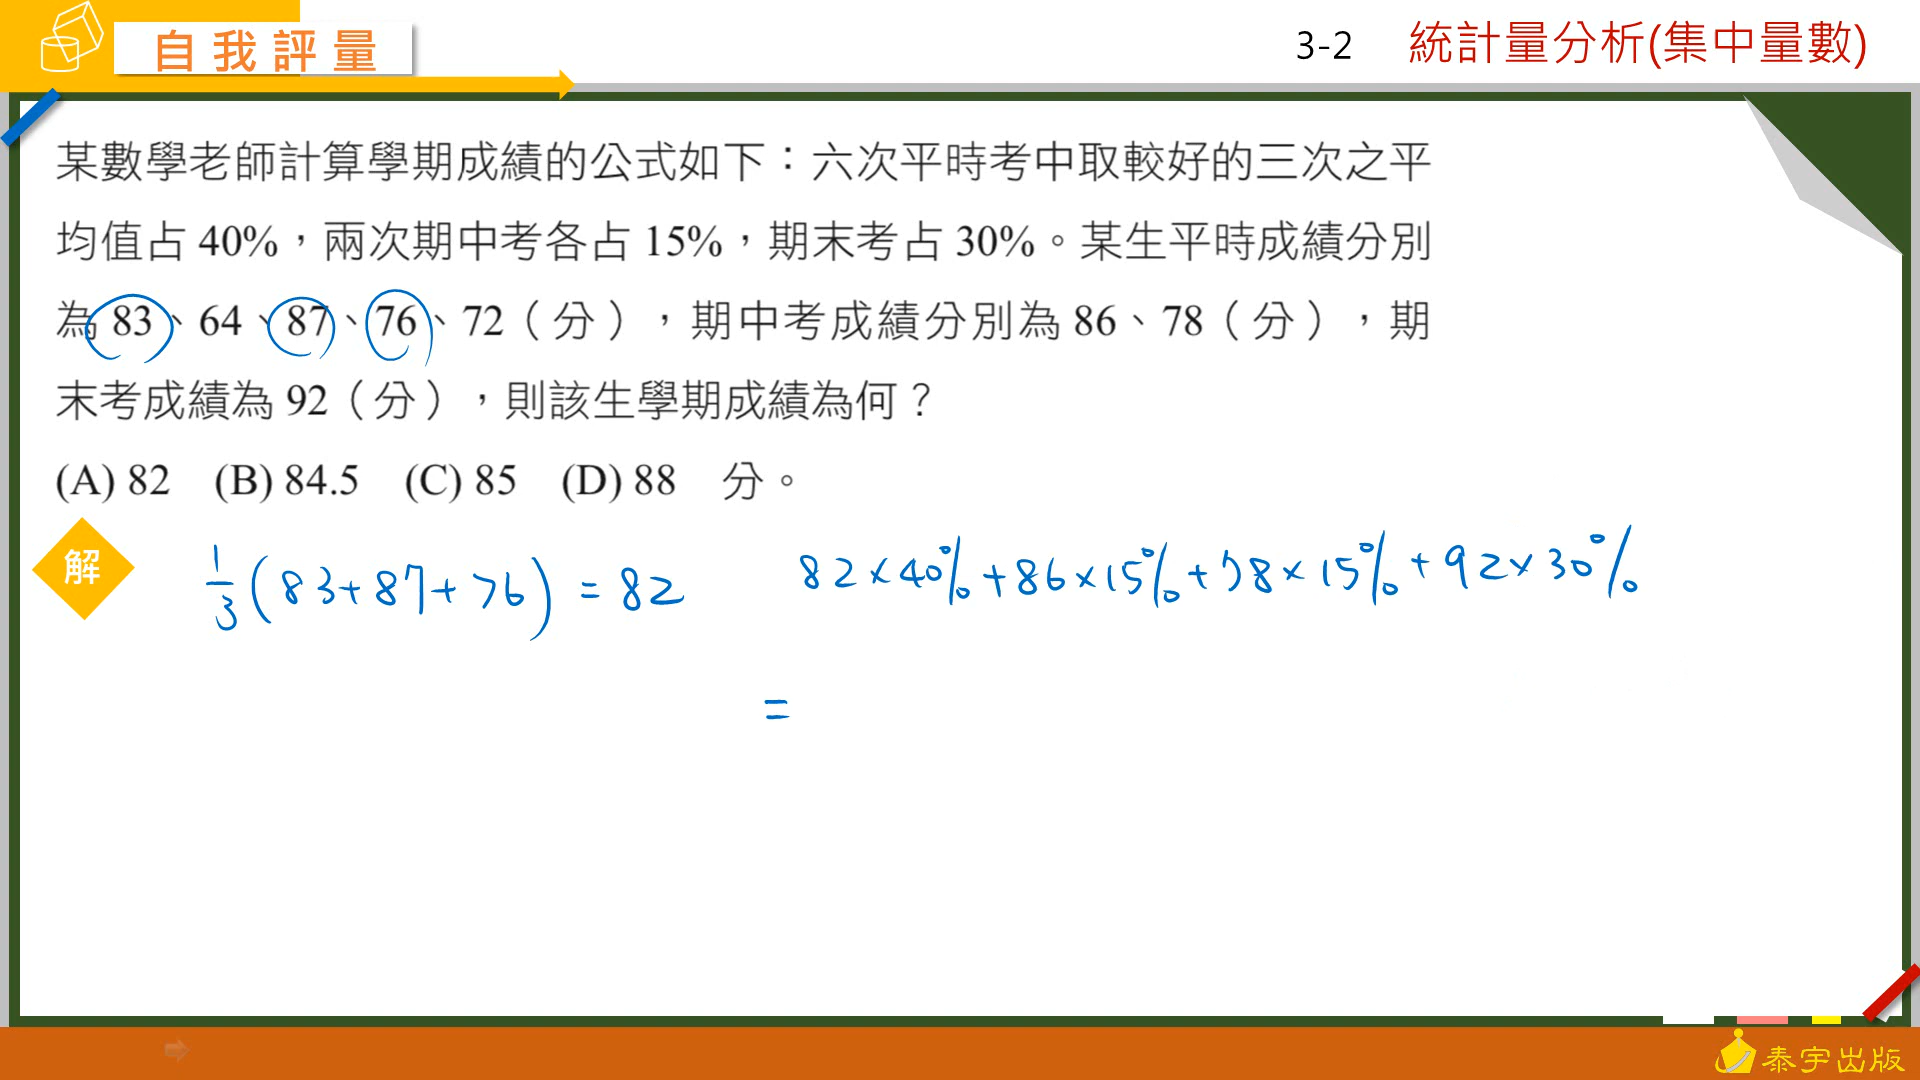 自我評量
3-2 統計量分析(集中量數)
某數學老師計算學期成績的公式如下：六次平時考中取較好的三次之平
均值占 40%，兩次期中考各占 15%，期末考占 30%。某生平時成績分別
為 83、64、87、76、72（分），期中考成績分別為 86、78（分），期
末考成績為 92（分），則該生學期成績為何？
(A) 82 (B) 84.5 (C) 85 (D) 88 分。
解
1/3(83+87+76)=82
82×40%+86×15%+78×15%+92×30%
=
泰宇出版